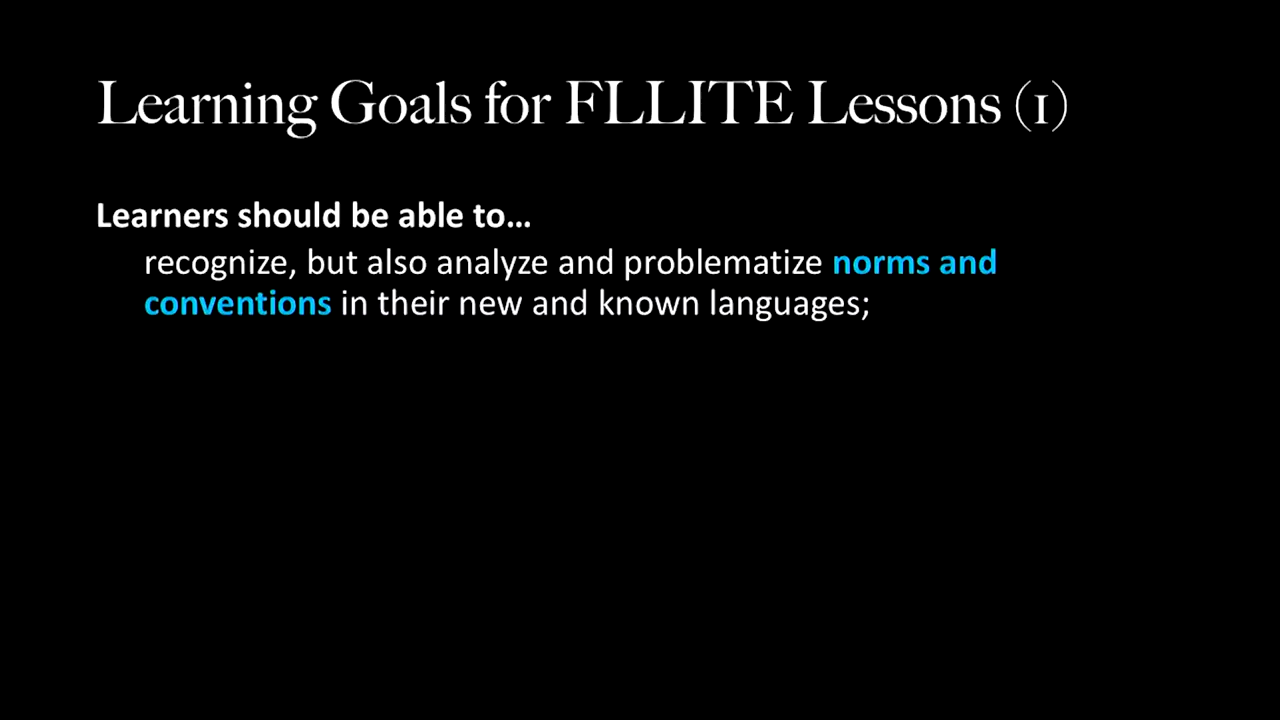 Learning Goals for FLLITE Lessons (1)
Learners should be able to…
recognize, but also analyze and problematize norms and
conventions in their new and known languages;